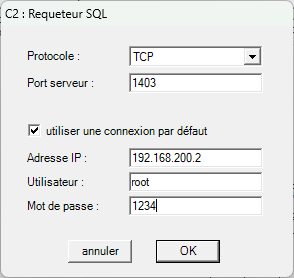 C2 : Requeteur SQL
Protocole : TCP
Port serveur : 1403
utiliser une connexion par défaut
Adresse IP : 192.168.200.2
Utilisateur : root
Mot de passe : 1234
annuler OK